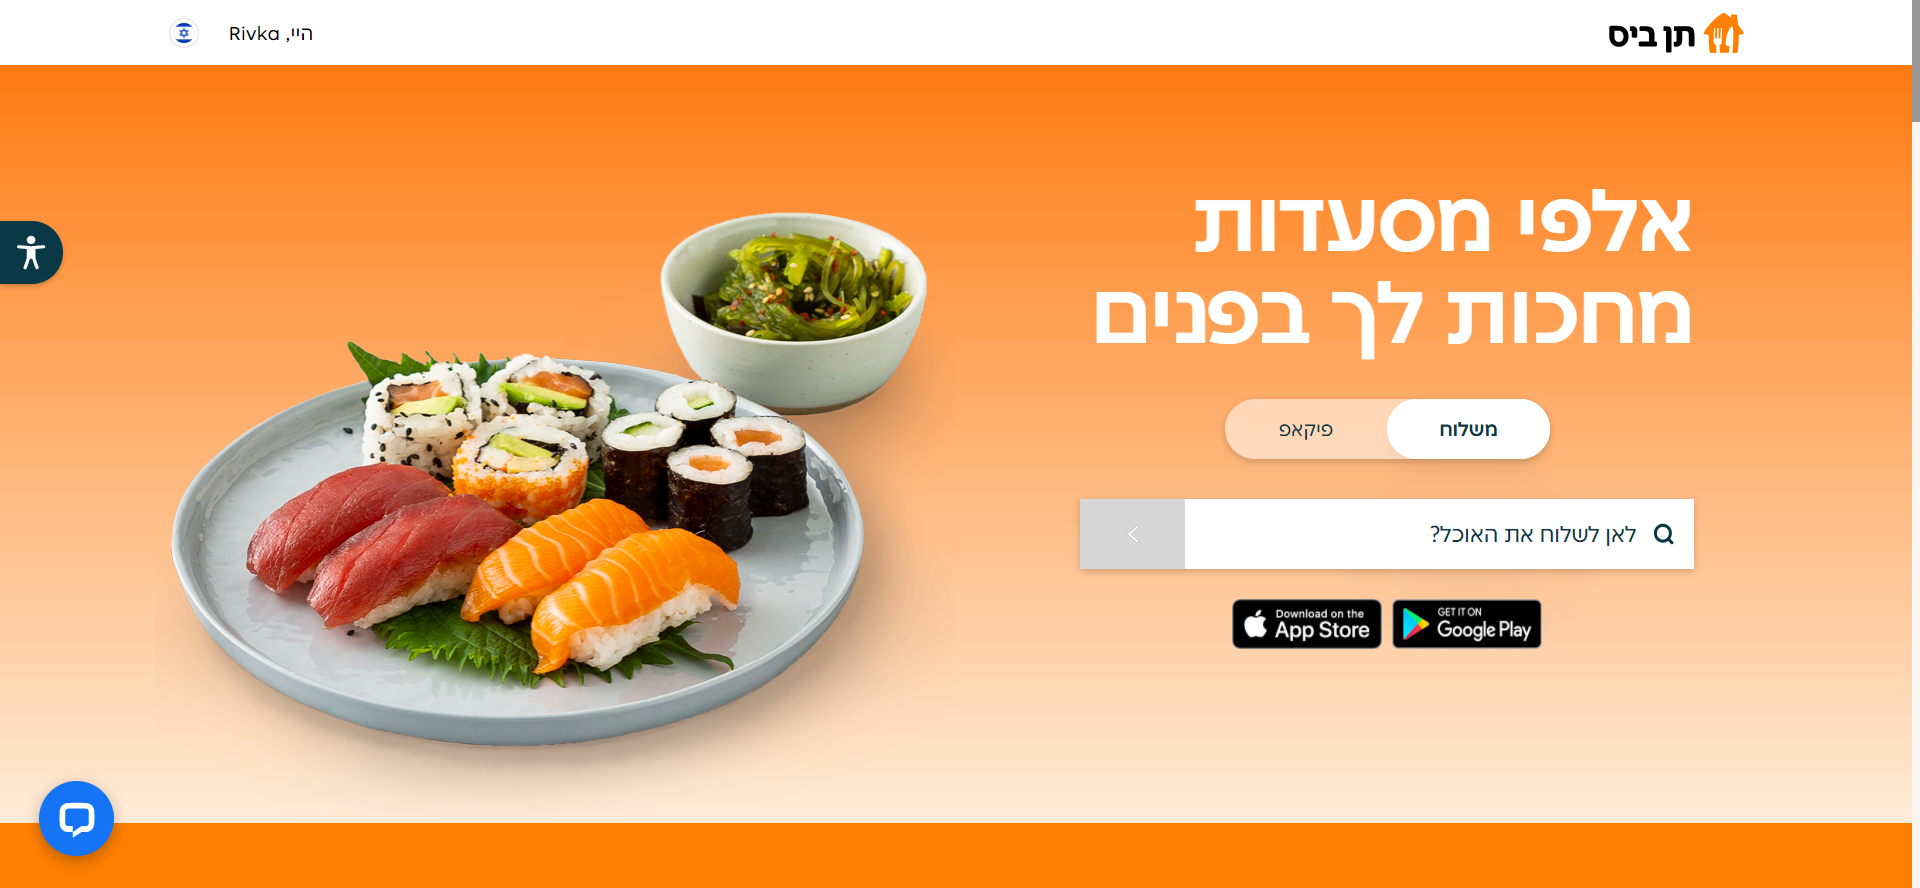 תן ביס
היי, Rivka
אלפי מסעדות
מחכות לך בפנים
משלוח
פיקאפ
לאן לשלוח את האוכל?
GET IT ON
Google Play
Download on the
App Store